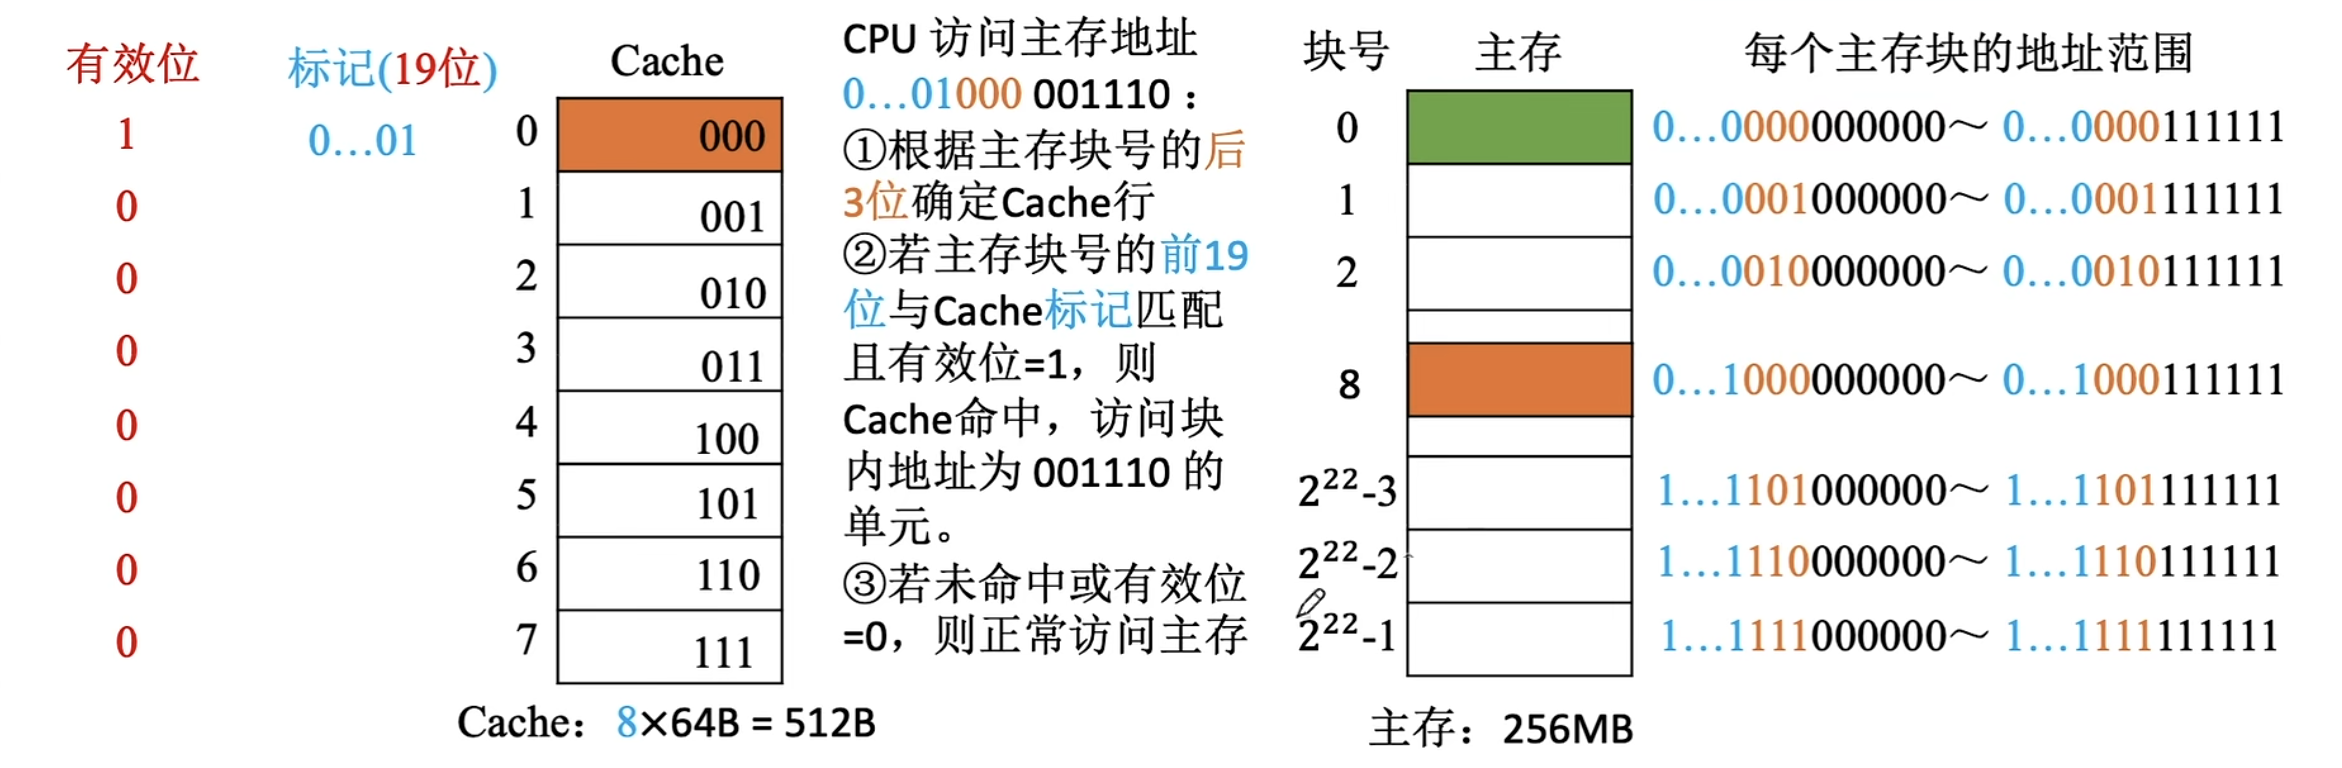 有效位 标记(19位) Cache
1 0…01 0 000
0 1 001
0 2 010
0 3 011
0 4 100
0 5 101
0 6 110
0 7 111
Cache：8×64B = 512B
CPU 访问主存地址
0…01000 001110：
①根据主存块号的后
3位确定Cache行
②若主存块号的前19
位与Cache标记匹配
且有效位=1，则
Cache命中，访问块
内地址为 001110 的
单元。
③若未命中或有效位
=0，则正常访问主存
块号 主存 每个主存块的地址范围
0 0…0000000000～ 0…0000111111
1 0…0001000000～ 0…0001111111
2 0…0010000000～ 0…0010111111
8 0…1000000000～ 0…1000111111
2²²-3 1…1101000000～ 1…1101111111
2²²-2 1…1110000000～ 1…1110111111
2²²-1 1…1111000000～ 1…1111111111
主存：256MB